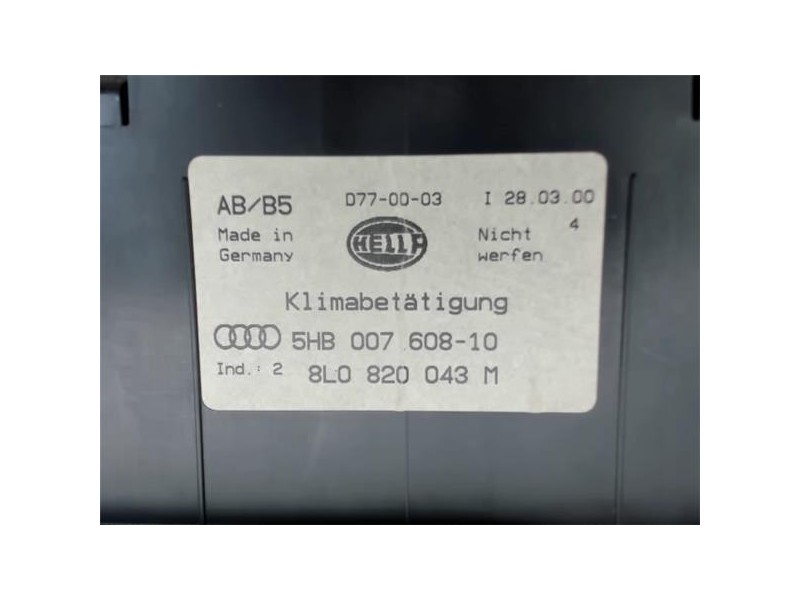 AB/B5 D77-00-03 I 28.03.00
Made in Germany HELLA Nicht werfen 4
Klimabetätigung
5HB 007 608-10
Ind.: 2 8L0 820 043 M